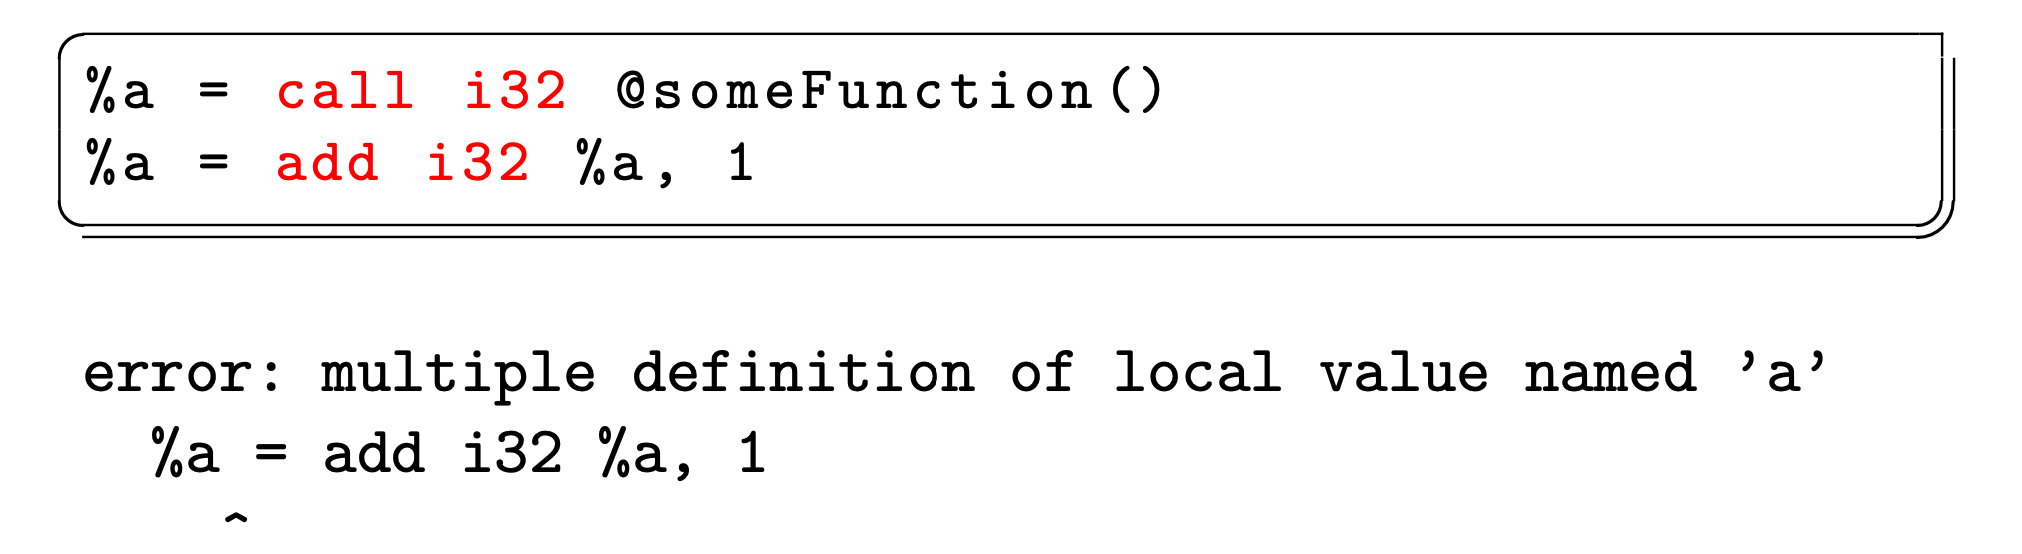 %a = call i32 @someFunction()
%a = add i32 %a, 1
error: multiple definition of local value named ’a’
%a = add i32 %a, 1
^